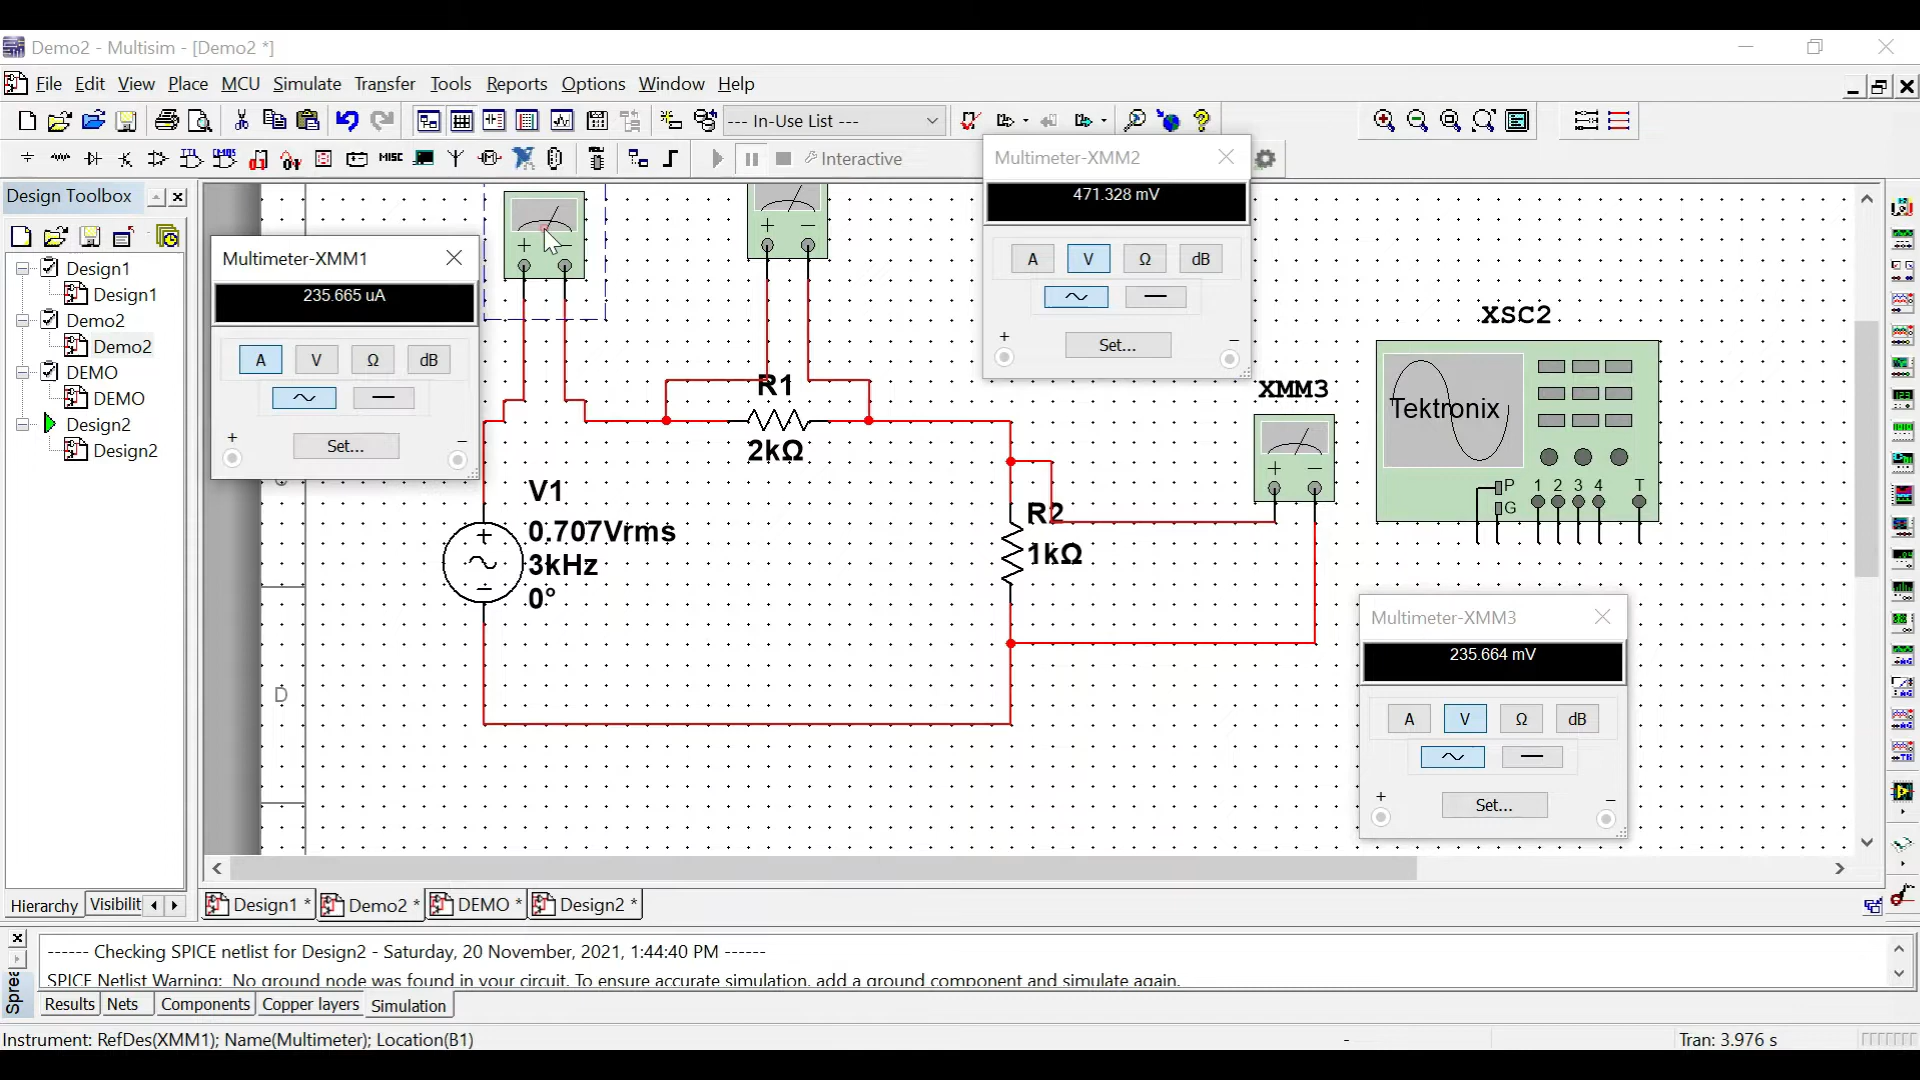 Demo2 - Multisim - [Demo2 *]
File Edit View Place MCU Simulate Transfer Tools Reports Options Window Help
--- In-Use List ---
MISC
Interactive
Design Toolbox
Design1
Design1
Demo2
Demo2
DEMO
DEMO
Design2
Design2
Multimeter-XMM1
235.665 uA
A V Ω dB
+ Set... −
Multimeter-XMM2
471.328 mV
A V Ω dB
+ Set... −
+ −
+ −
R1
2kΩ
V1
0.707Vrms
3kHz
0°
+
−
R2
1kΩ
XMM3
+ −
XSC2
Tektronix
P
G
1 2 3 4 T
Multimeter-XMM3
235.664 mV
A V Ω dB
+ Set... −
D
Hierarchy Visibilit
Design1 * Demo2 * DEMO * Design2 *
------ Checking SPICE netlist for Design2 - Saturday, 20 November, 2021, 1:44:40 PM ------
SPICE Netlist Warning: No ground node was found in your circuit. To ensure accurate simulation, add a ground component and simulate again.
Spre
Results Nets Components Copper layers Simulation
Instrument: RefDes(XMM1); Name(Multimeter); Location(B1)
-
Tran: 3.976 s